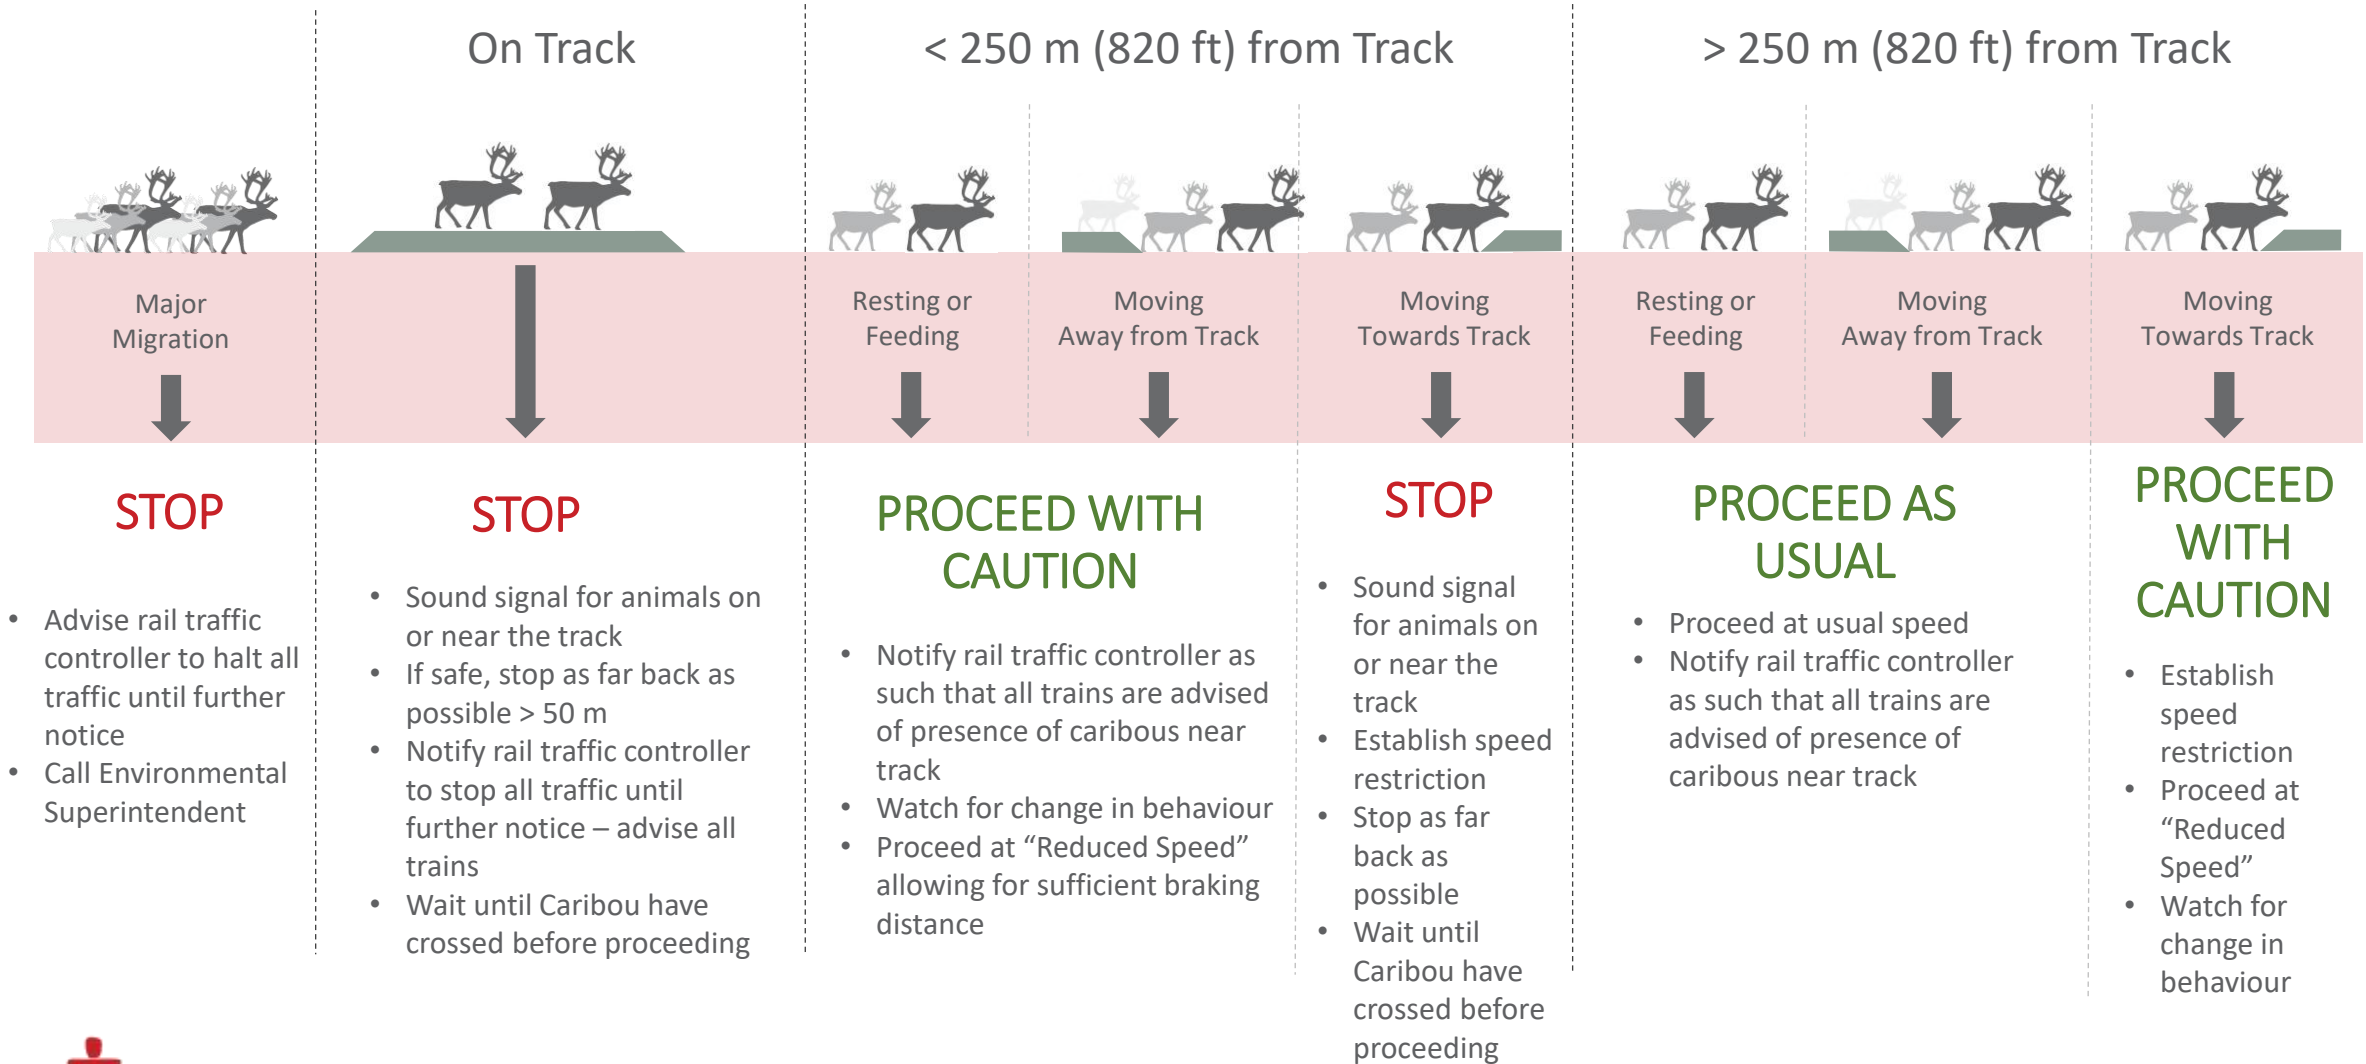 On Track
< 250 m (820 ft) from Track
> 250 m (820 ft) from Track
Major
Migration
Resting or
Feeding
Moving
Away from Track
Moving
Towards Track
Resting or
Feeding
Moving
Away from Track
Moving
Towards Track
STOP
• Advise rail traffic
controller to halt all
traffic until further
notice
• Call Environmental
Superintendent
STOP
• Sound signal for animals on
or near the track
• If safe, stop as far back as
possible > 50 m
• Notify rail traffic controller
to stop all traffic until
further notice – advise all
trains
• Wait until Caribou have
crossed before proceeding
PROCEED WITH
CAUTION
• Notify rail traffic controller as
such that all trains are advised
of presence of caribous near
track
• Watch for change in behaviour
• Proceed at “Reduced Speed”
allowing for sufficient braking
distance
STOP
• Sound signal
for animals on
or near the
track
• Establish speed
restriction
• Stop as far
back as
possible
• Wait until
Caribou have
crossed before
proceeding
PROCEED AS
USUAL
• Proceed at usual speed
• Notify rail traffic controller
as such that all trains are
advised of presence of
caribous near track
PROCEED
WITH
CAUTION
• Establish
speed
restriction
• Proceed at
“Reduced
Speed”
• Watch for
change in
behaviour